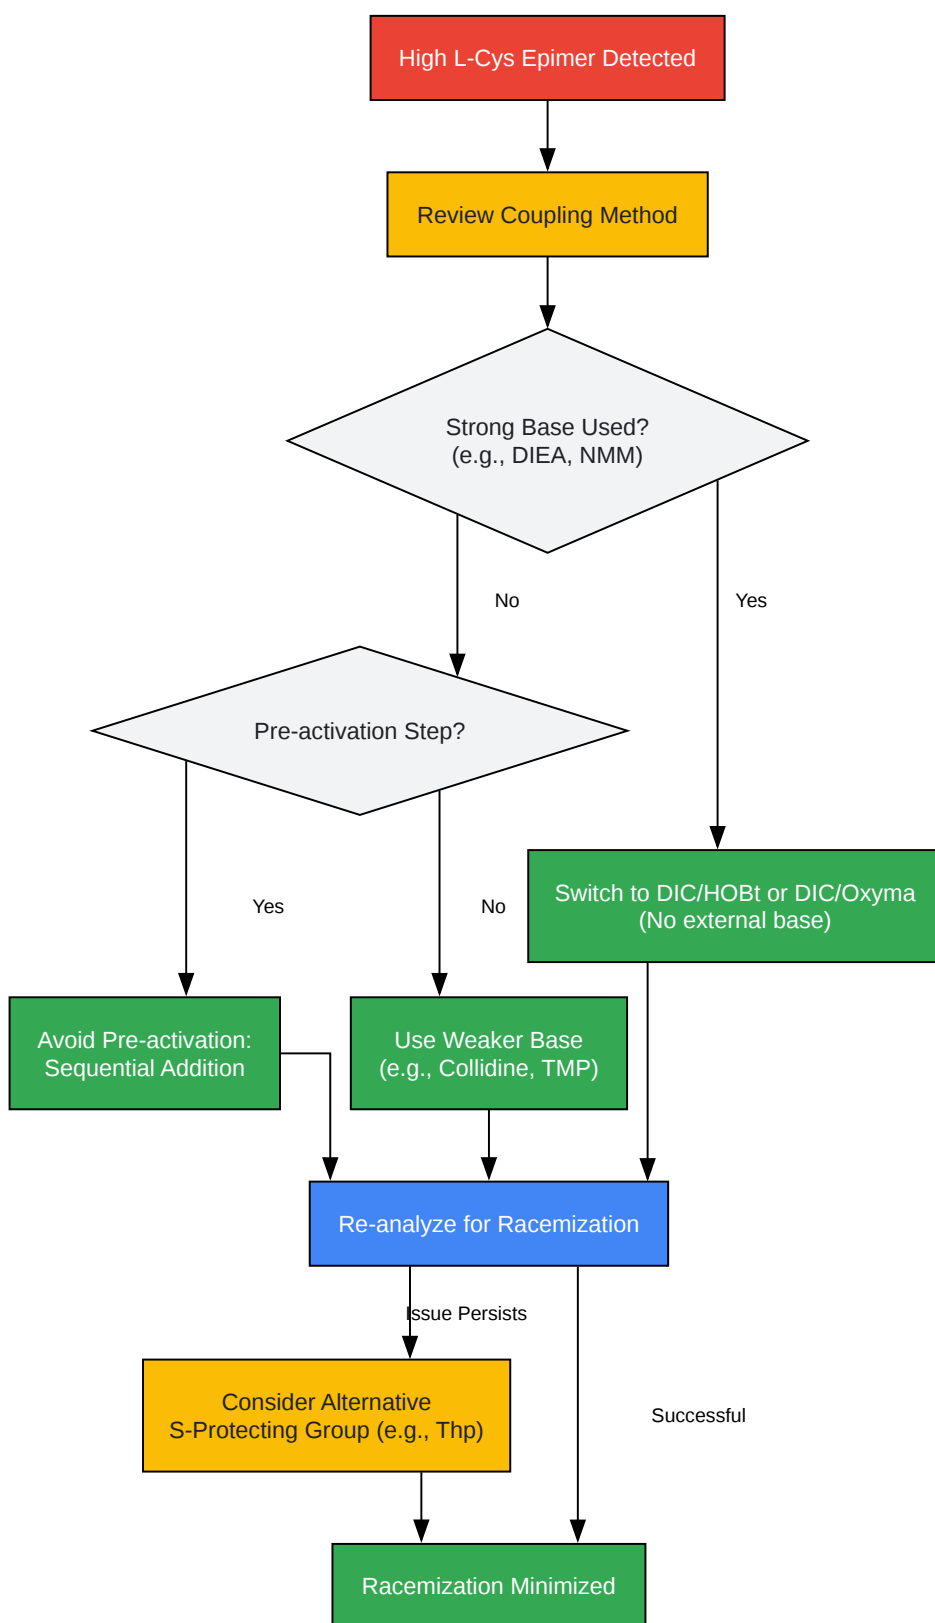 High L-Cys Epimer Detected
Review Coupling Method
Strong Base Used?
(e.g., DIEA, NMM)
No
Yes
Pre-activation Step?
Switch to DIC/HOBt or DIC/Oxyma
(No external base)
Yes
No
Avoid Pre-activation:
Sequential Addition
Use Weaker Base
(e.g., Collidine, TMP)
Re-analyze for Racemization
Issue Persists
Consider Alternative
S-Protecting Group (e.g., Thp)
Successful
Racemization Minimized